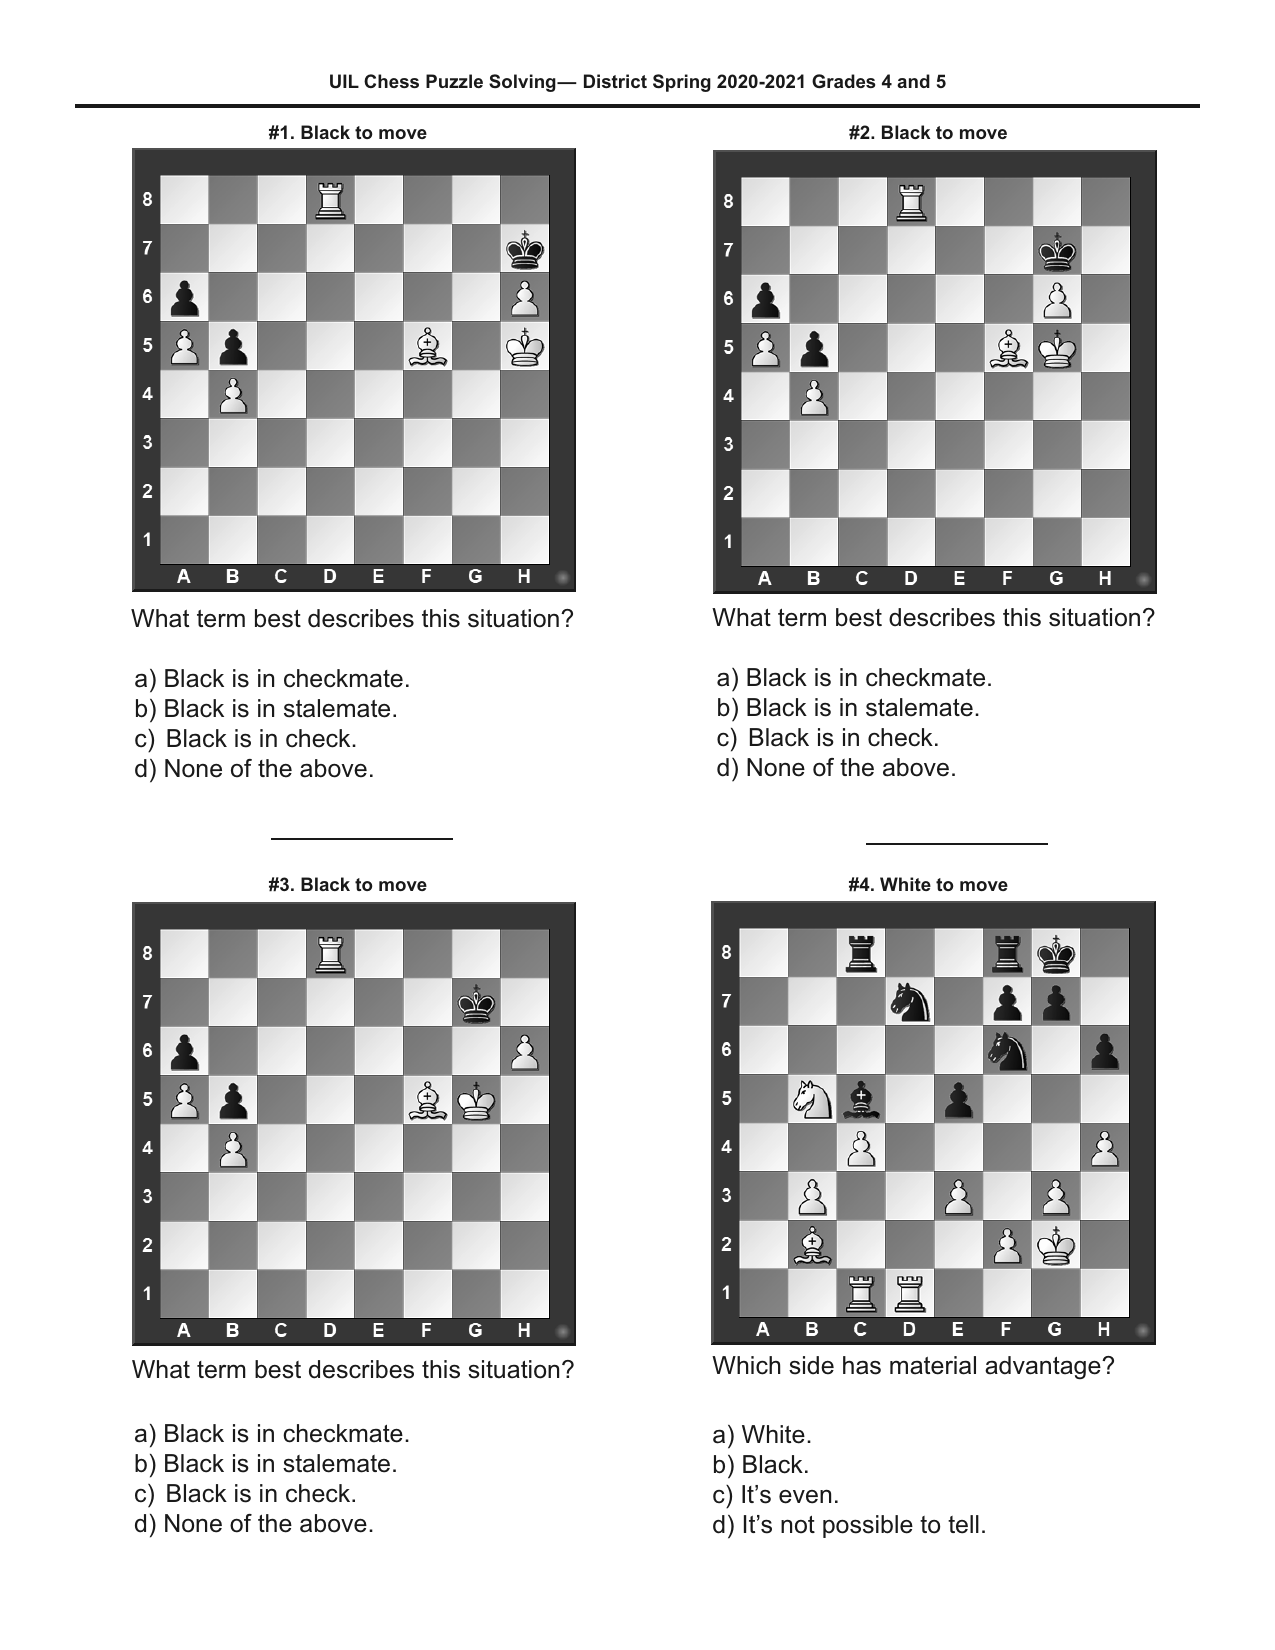 UIL Chess Puzzle Solving— District Spring 2020-2021 Grades 4 and 5
#1. Black to move
8
7
6
5
4
3
2
1
A B C D E F G H
What term best describes this situation?
a) Black is in checkmate.
b) Black is in stalemate.
c) Black is in check.
d) None of the above.
#2. Black to move
8
7
6
5
4
3
2
1
A B C D E F G H
What term best describes this situation?
a) Black is in checkmate.
b) Black is in stalemate.
c) Black is in check.
d) None of the above.
#3. Black to move
8
7
6
5
4
3
2
1
A B C D E F G H
What term best describes this situation?
a) Black is in checkmate.
b) Black is in stalemate.
c) Black is in check.
d) None of the above.
#4. White to move
8
7
6
5
4
3
2
1
A B C D E F G H
Which side has material advantage?
a) White.
b) Black.
c) It’s even.
d) It’s not possible to tell.